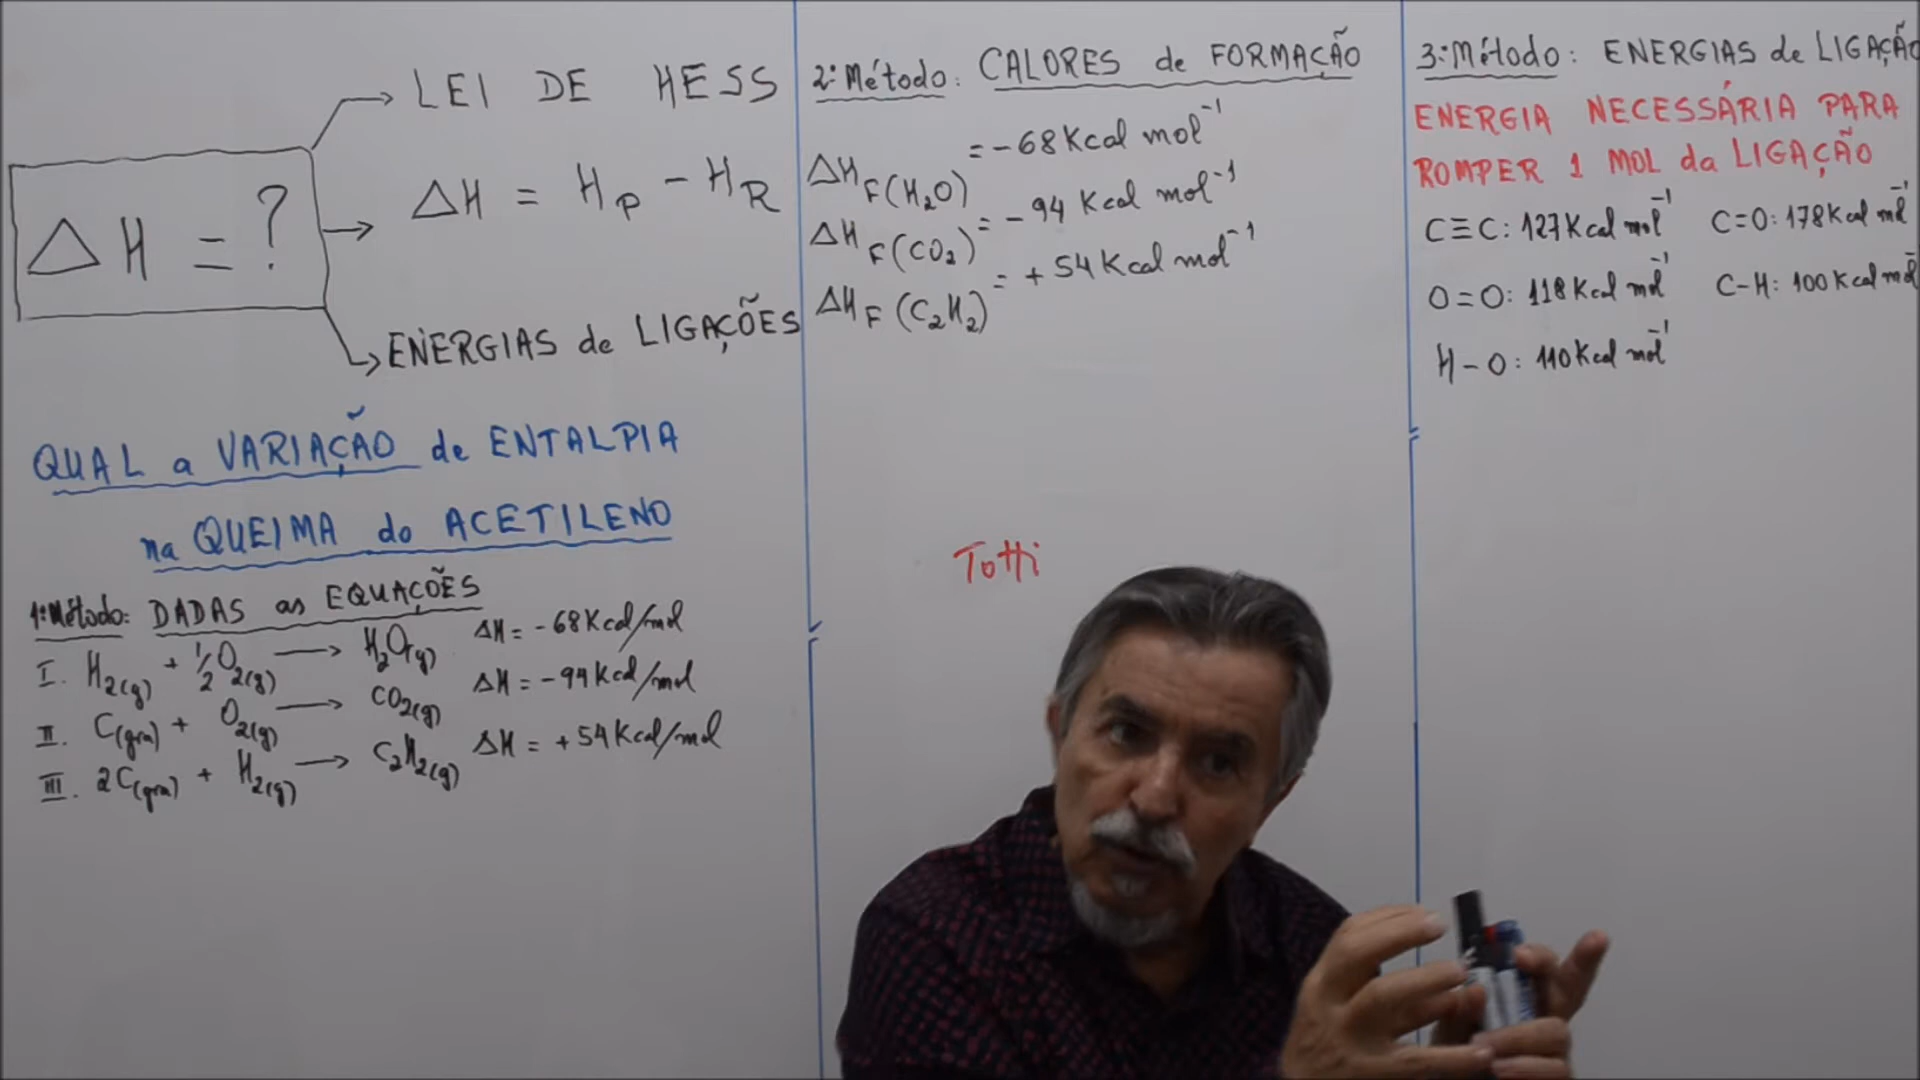 ΔH = ?
LEI DE HESS
ΔH = HP - HR
ENERGIAS de LIGAÇÕES
QUAL a VARIAÇÃO de ENTALPIA
na QUEIMA do ACETILENO
1º Método: DADAS as EQUAÇÕES
I. H2(g) + 1/2 O2(g) → H2O(g) ΔH = -68 Kcal/mol
II. C(gra) + O2(g) → CO2(g) ΔH = -94 Kcal/mol
III. 2C(gra) + H2(g) → C2H2(g) ΔH = +54 Kcal/mol
2º Método: CALORES de FORMAÇÃO
ΔHF(H2O) = -68 Kcal mol⁻¹
ΔHF(CO2) = -94 Kcal mol⁻¹
ΔHF(C2H2) = +54 Kcal mol⁻¹
Totti
3º Método: ENERGIAS de LIGAÇÃO
ENERGIA NECESSÁRIA PARA
ROMPER 1 MOL da LIGAÇÃO
C≡C: 127 Kcal mol⁻¹ C=O: 178 Kcal mol⁻¹
O=O: 118 Kcal mol⁻¹ C-H: 100 Kcal mol⁻
H-O: 110 Kcal mol⁻¹